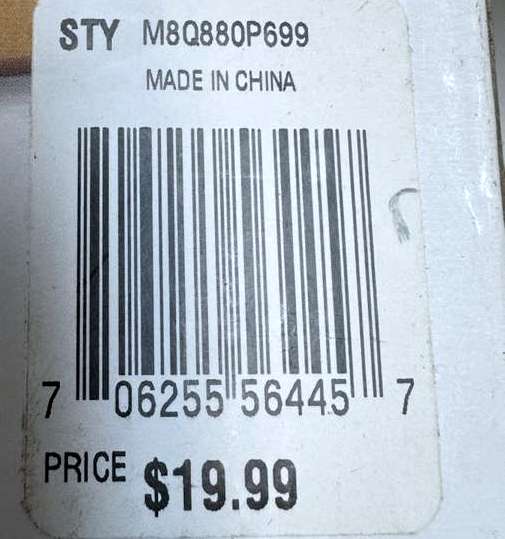 STY M8Q880P699
MADE IN CHINA
7 06255 56445 7
PRICE $19.99